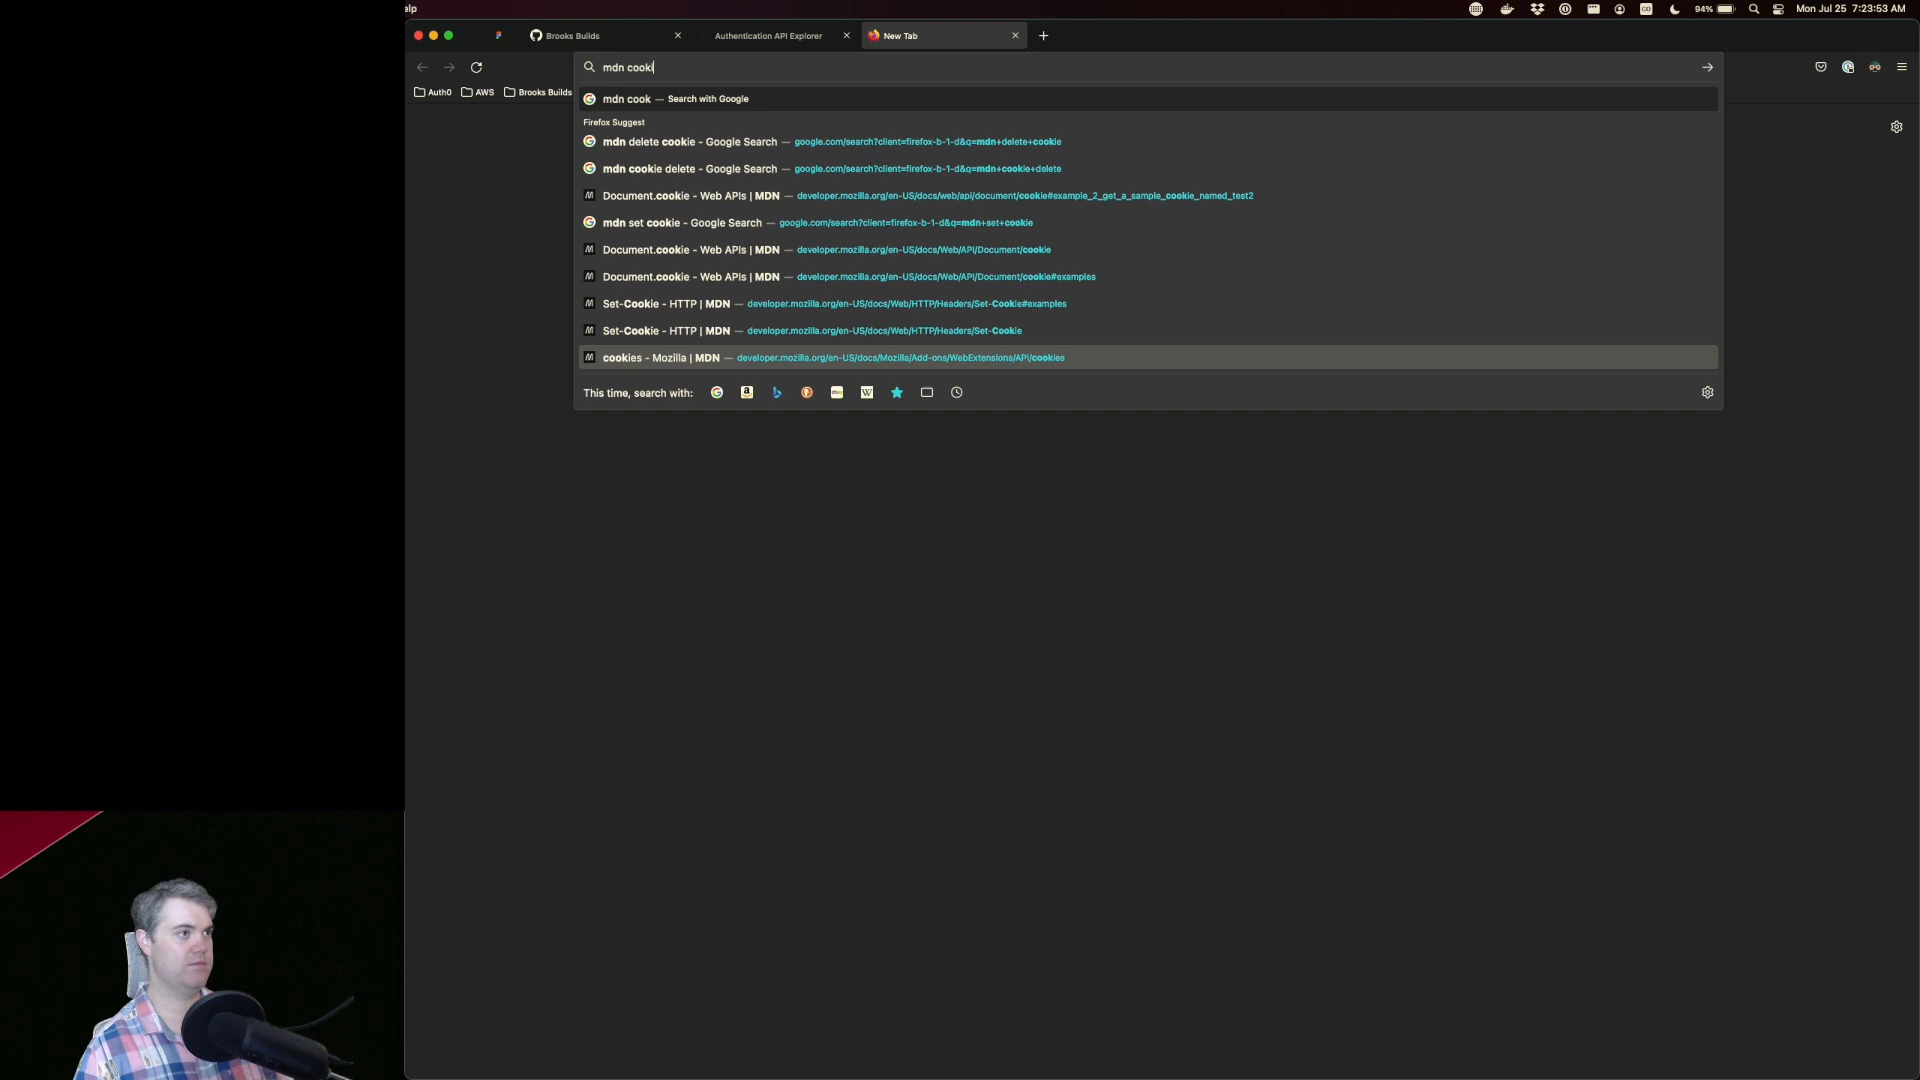 elp
94%
Mon Jul 25 7:23:53 AM
Brooks Builds
Authentication API Explorer
New Tab
mdn cooki
Auth0 AWS Brooks Builds
mdn cook — Search with Google
Firefox Suggest
mdn delete cookie - Google Search — google.com/search?client=firefox-b-1-d&q=mdn+delete+cookie
mdn cookie delete - Google Search — google.com/search?client=firefox-b-1-d&q=mdn+cookie+delete
Document.cookie - Web APIs | MDN — developer.mozilla.org/en-US/docs/web/api/document/cookie#example_2_get_a_sample_cookie_named_test2
mdn set cookie - Google Search — google.com/search?client=firefox-b-1-d&q=mdn+set+cookie
Document.cookie - Web APIs | MDN — developer.mozilla.org/en-US/docs/Web/API/Document/cookie
Document.cookie - Web APIs | MDN — developer.mozilla.org/en-US/docs/Web/API/Document/cookie#examples
Set-Cookie - HTTP | MDN — developer.mozilla.org/en-US/docs/Web/HTTP/Headers/Set-Cookie#examples
Set-Cookie - HTTP | MDN — developer.mozilla.org/en-US/docs/Web/HTTP/Headers/Set-Cookie
cookies - Mozilla | MDN — developer.mozilla.org/en-US/docs/Mozilla/Add-ons/WebExtensions/API/cookies
This time, search with: